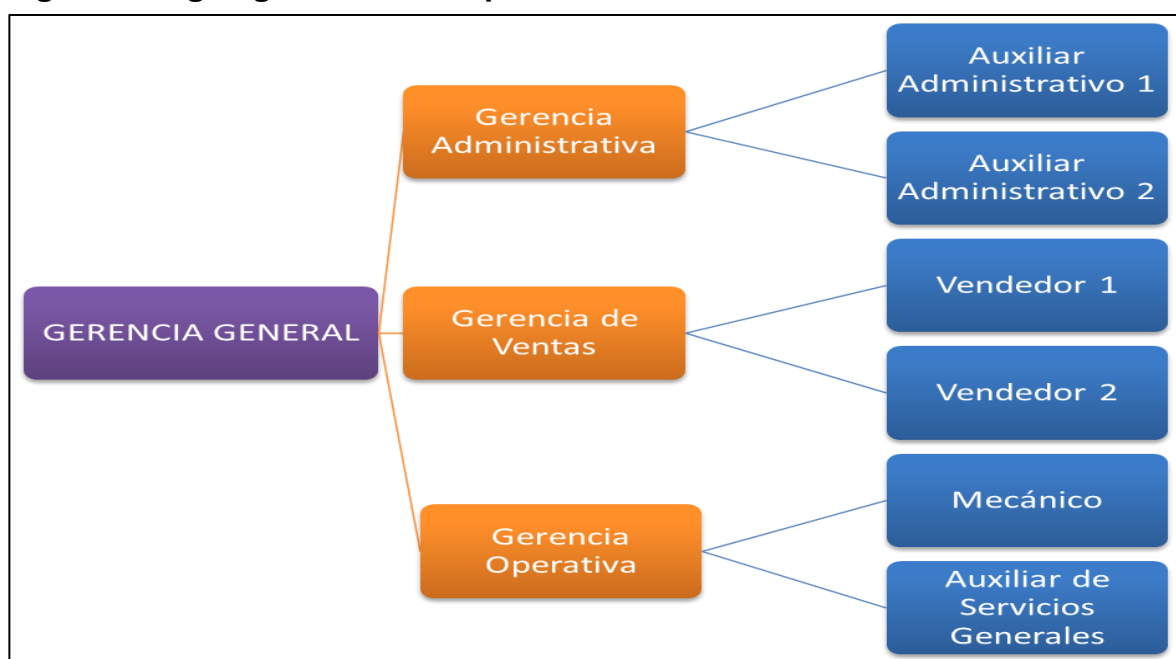 GERENCIA GENERAL
Gerencia
Administrativa
Gerencia de
Ventas
Gerencia
Operativa
Auxiliar
Administrativo 1
Auxiliar
Administrativo 2
Vendedor 1
Vendedor 2
Mecánico
Auxiliar de
Servicios
Generales